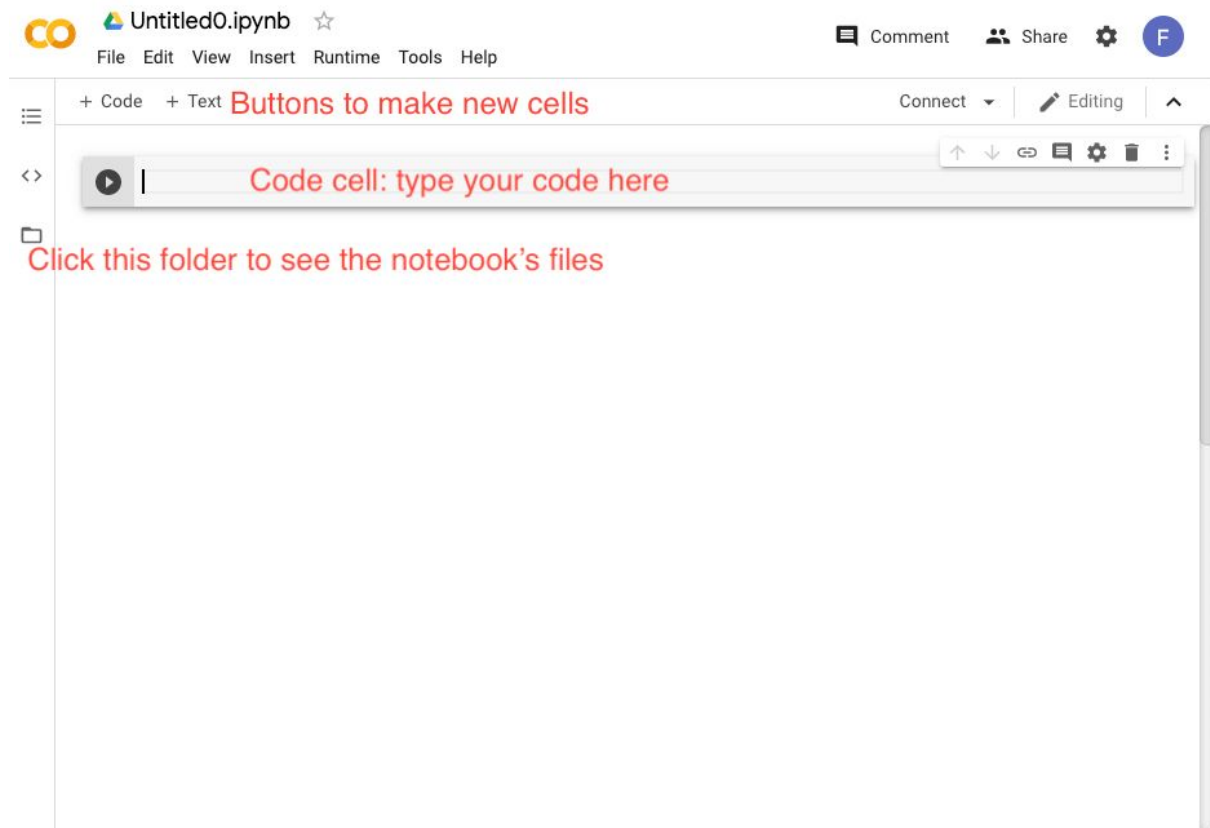 Untitled0.ipynb
File Edit View Insert Runtime Tools Help
Comment Share F
+ Code + Text Buttons to make new cells Connect Editing
Code cell: type your code here
Click this folder to see the notebook’s files